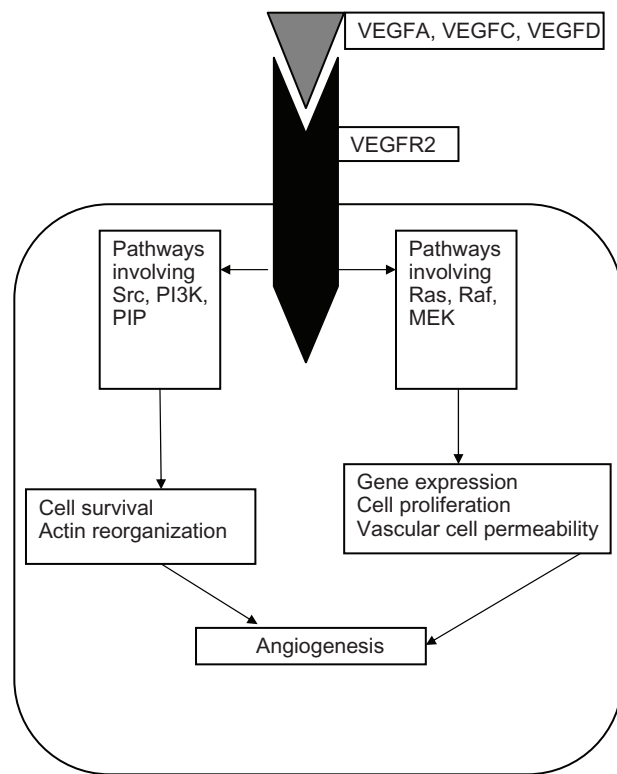 VEGFA, VEGFC, VEGFD
VEGFR2
Pathways
involving
Src, PI3K,
PIP
Pathways
involving
Ras, Raf,
MEK
Cell survival
Actin reorganization
Gene expression
Cell proliferation
Vascular cell permeability
Angiogenesis